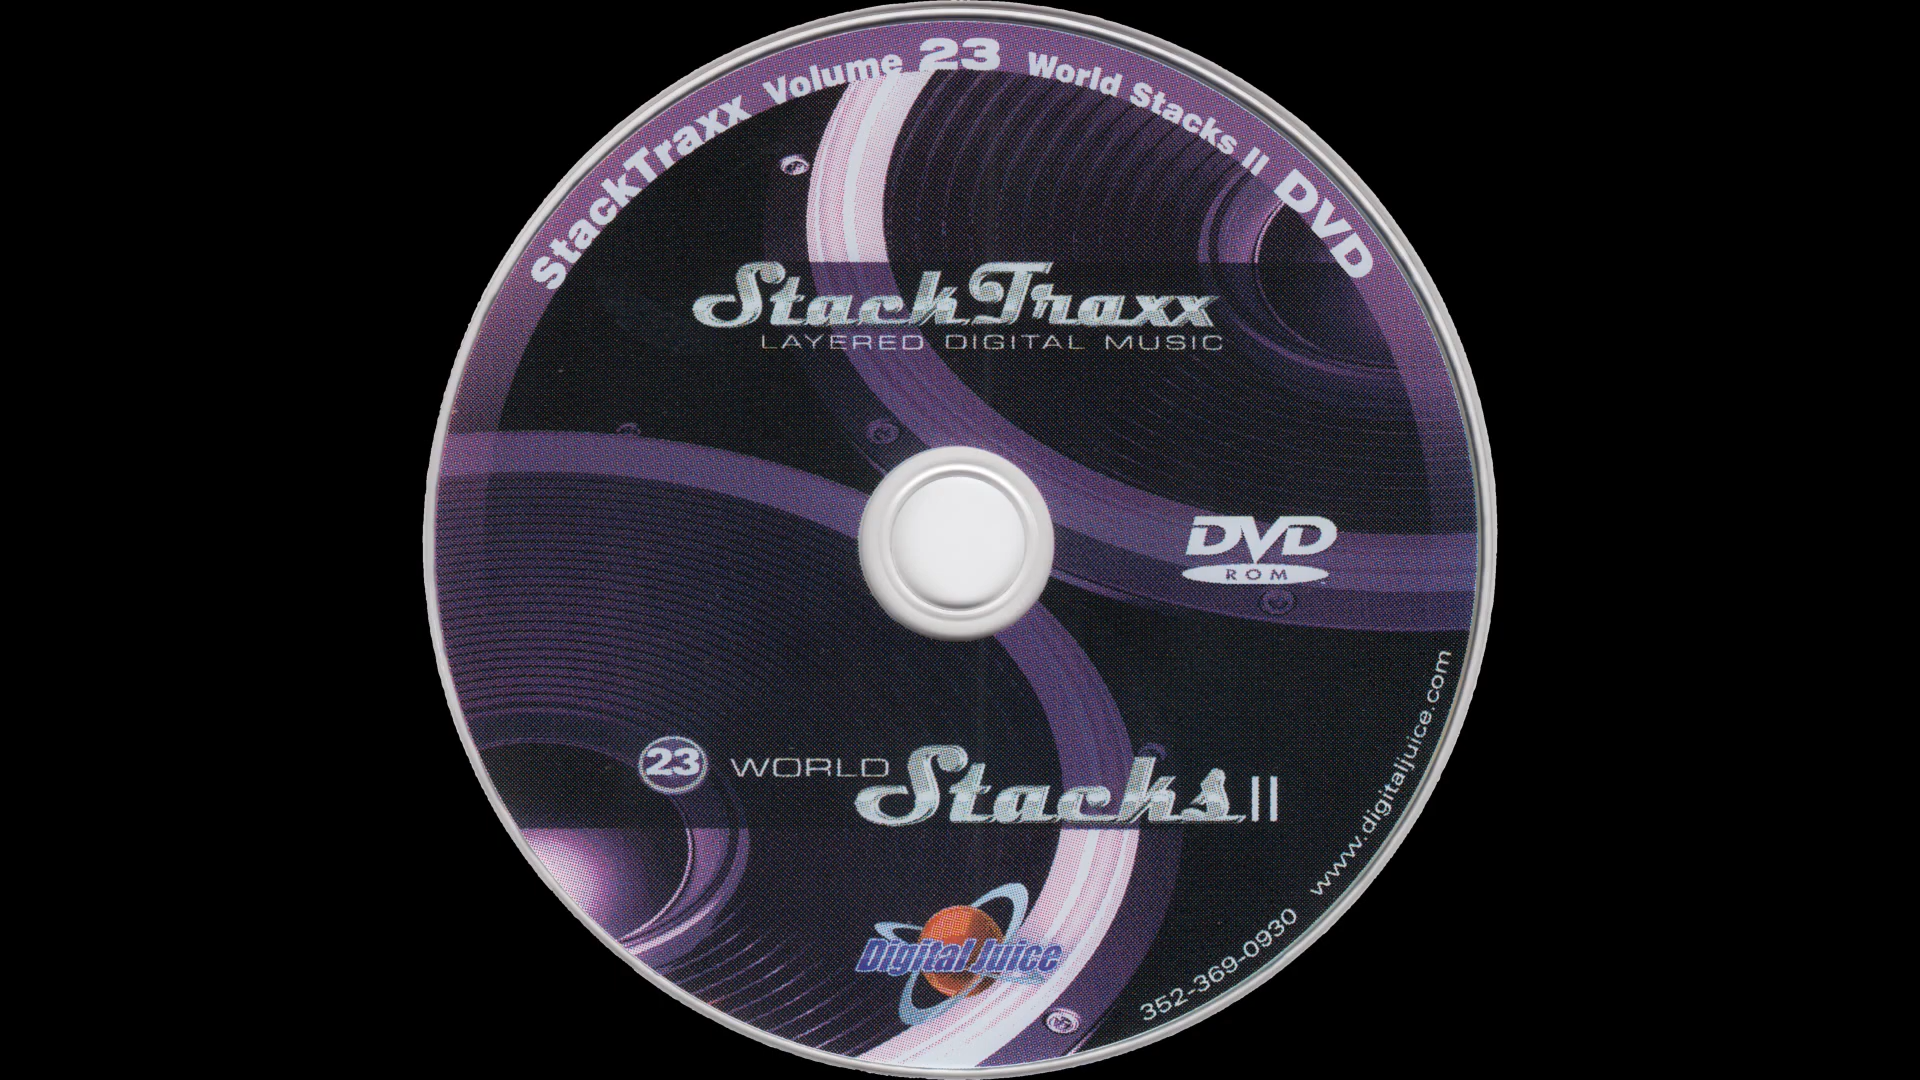 StackTraxx Volume 23 World Stacks II DVD
StackTraxx
LAYERED DIGITAL MUSIC
DVD
ROM
23 WORLD Stacks II
Digital Juice
352-369-0930 www.digitaljuice.com